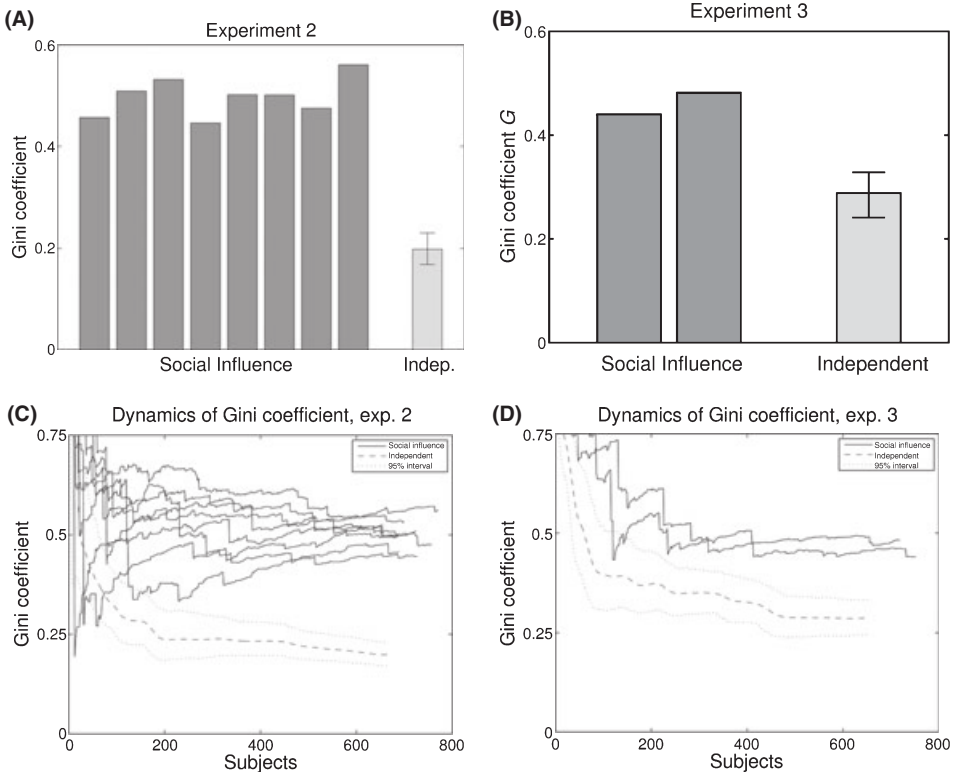 (A)
Experiment 2
Gini coefficient
0.6
0.4
0.2
0
Social Influence
Indep.
(B)
Experiment 3
Gini coefficient G
0.6
0.4
0.2
0
Social Influence
Independent
(C)
Dynamics of Gini coefficient, exp. 2
Gini coefficient
0.75
0.5
0.25
0
Social influence
Independent
95% interval
0 200 400 600 800
Subjects
(D)
Dynamics of Gini coefficient, exp. 3
Gini coefficient
0.75
0.5
0.25
0
Social influence
Independent
95% interval
0 200 400 600 800
Subjects